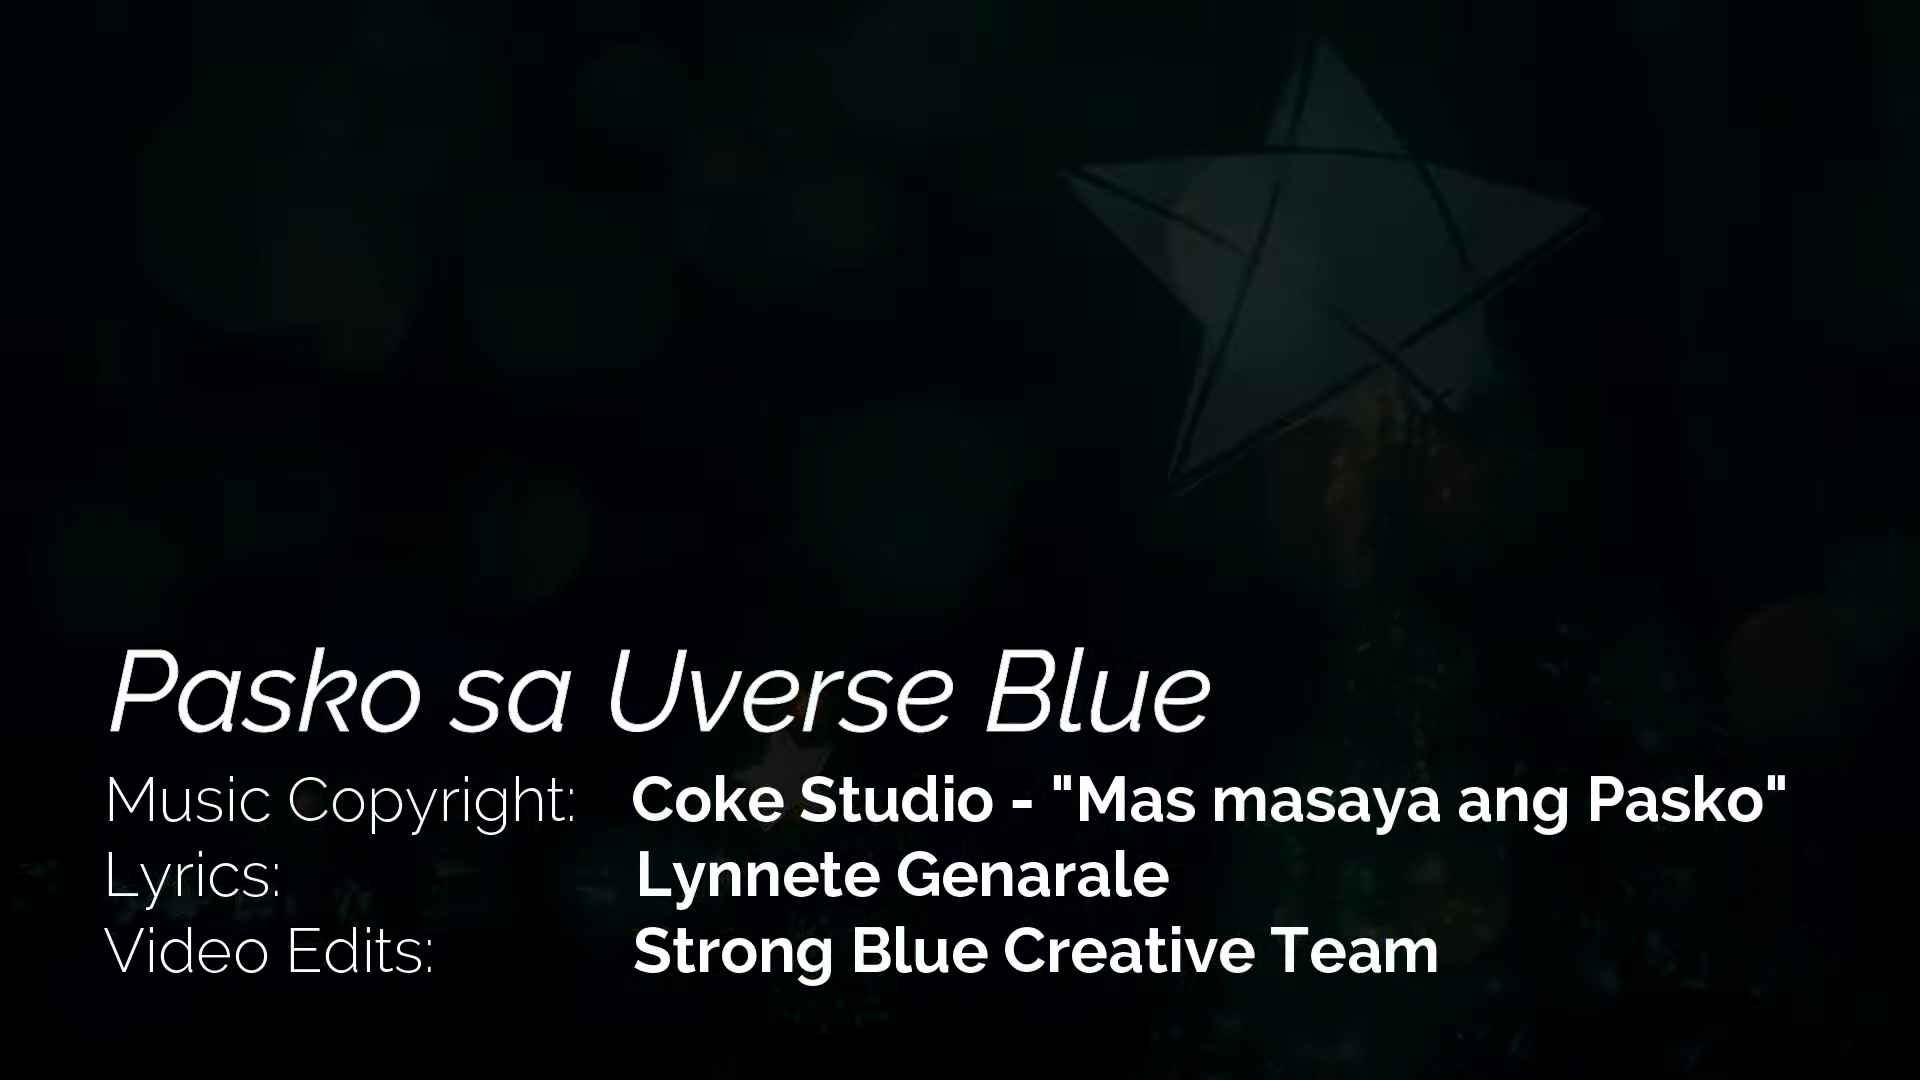 Pasko sa Uverse Blue
Music Copyright: Coke Studio - "Mas masaya ang Pasko"
Lyrics: Lynnete Genarale
Video Edits: Strong Blue Creative Team